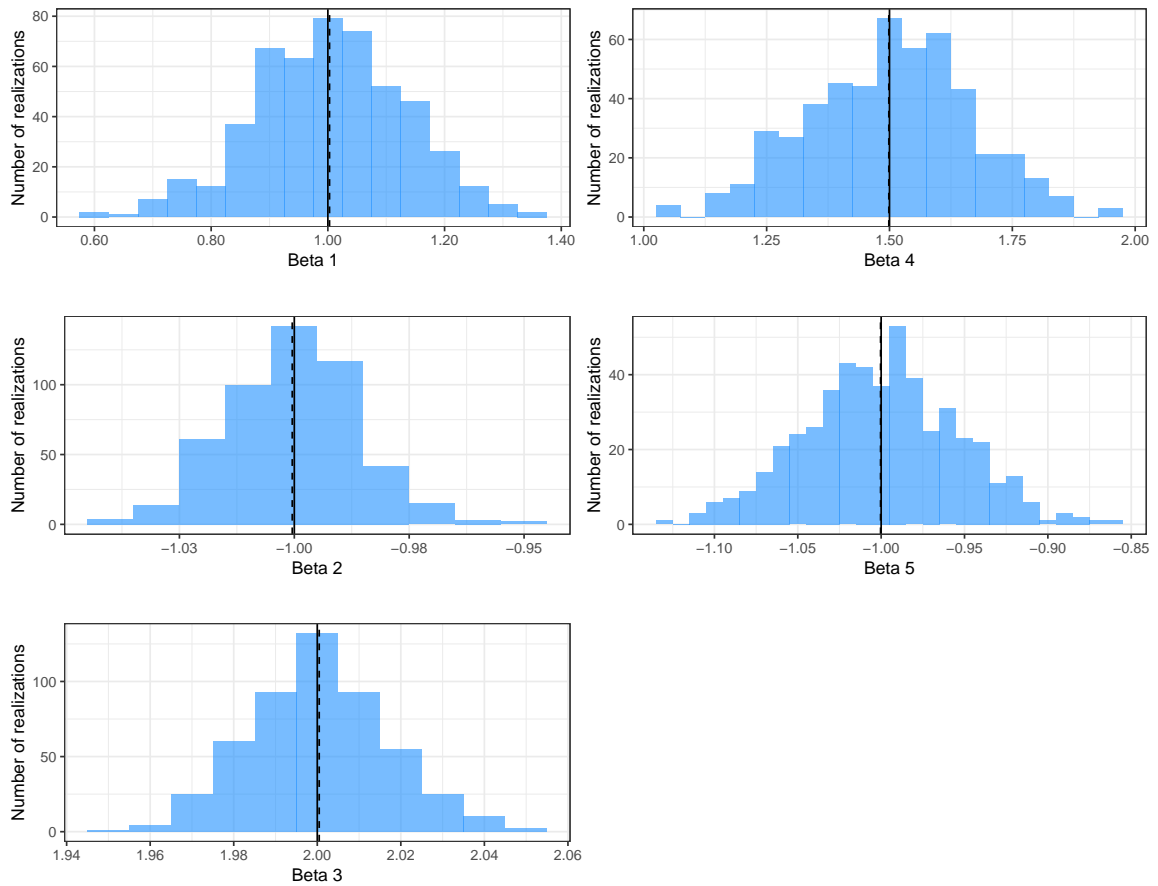 Number of realizations
80
60
40
20
0
0.60 0.80 1.00 1.20 1.40
Beta 1
Number of realizations
60
40
20
0
1.00 1.25 1.50 1.75 2.00
Beta 4
Number of realizations
100
50
0
−1.03 −1.00 −0.98 −0.95
Beta 2
Number of realizations
40
20
0
−1.10 −1.05 −1.00 −0.95 −0.90 −0.85
Beta 5
Number of realizations
100
50
0
1.94 1.96 1.98 2.00 2.02 2.04 2.06
Beta 3